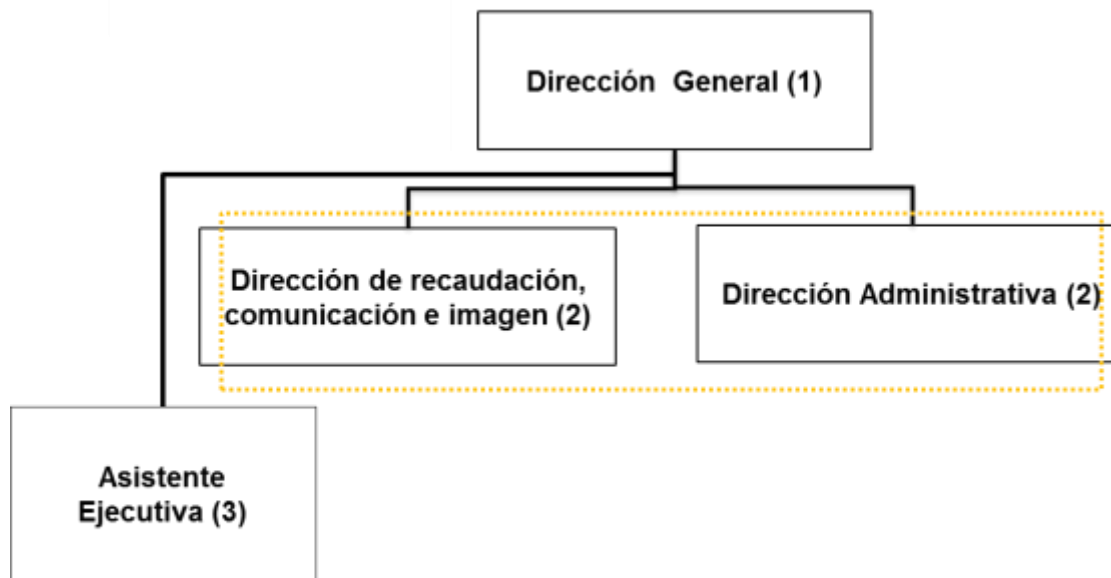 Dirección General (1)
Dirección de recaudación,
comunicación e imagen (2)
Dirección Administrativa (2)
Asistente
Ejecutiva (3)